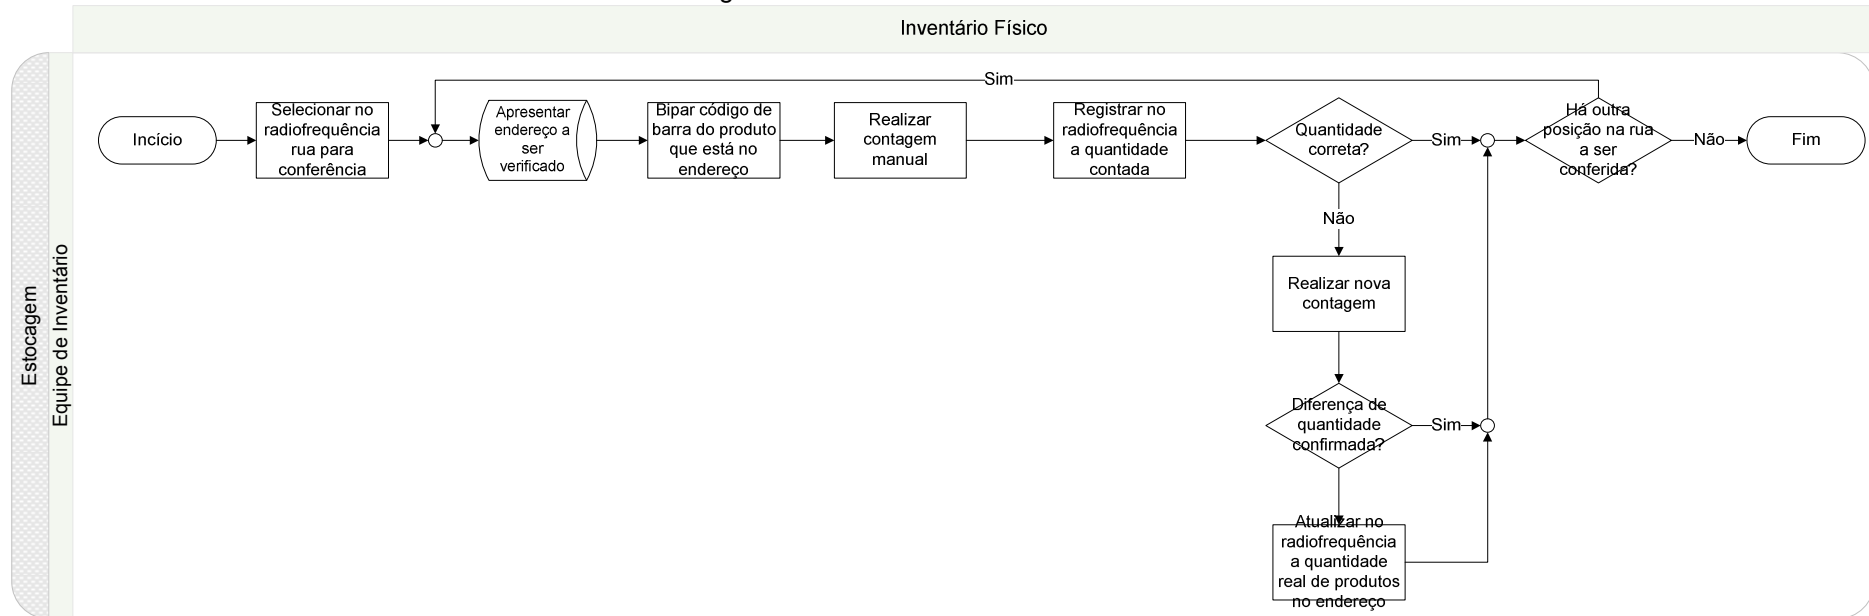 Inventário Físico
Estocagem
Equipe de Inventário
Sim
Incício
Selecionar no
radiofrequência
rua para
conferência
Apresentar
endereço a
ser
verificado
Bipar código de
barra do produto
que está no
endereço
Realizar
contagem
manual
Registrar no
radiofrequência
a quantidade
contada
Quantidade
correta?
Sim
Há outra
posição na rua
a ser
conferida?
Não
Fim
Não
Realizar nova
contagem
Diferença de
quantidade
confirmada?
Sim
Atualizar no
radiofrequência
a quantidade
real de produtos
no endereço